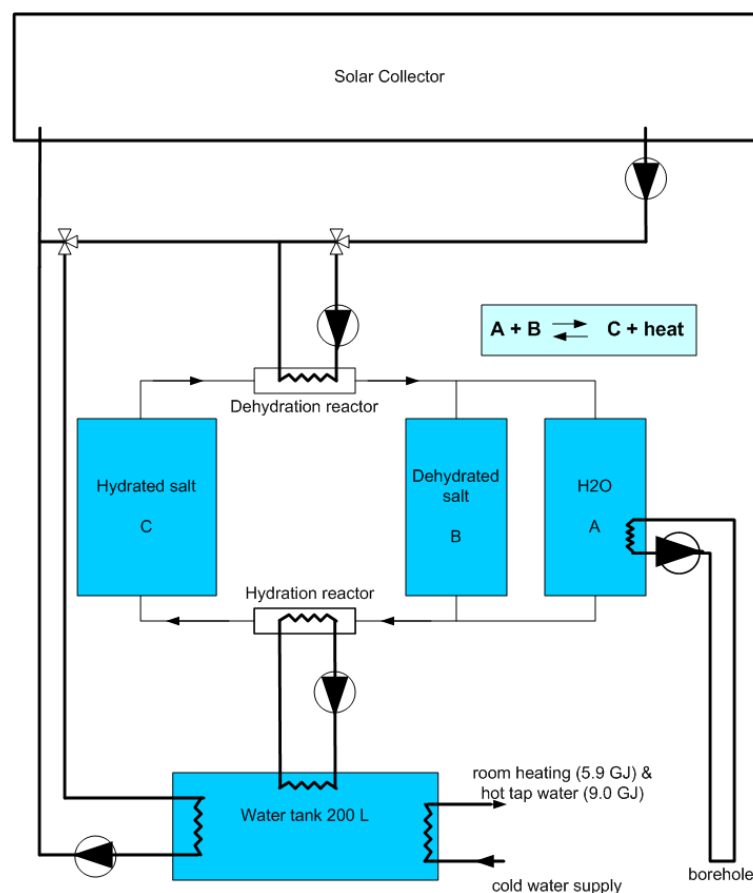 Solar Collector
A + B ⇄ C + heat
Dehydration reactor
Hydrated salt
C
Dehydrated
salt
B
H2O
A
Hydration reactor
Water tank 200 L
room heating (5.9 GJ) &
hot tap water (9.0 GJ)
cold water supply
borehole